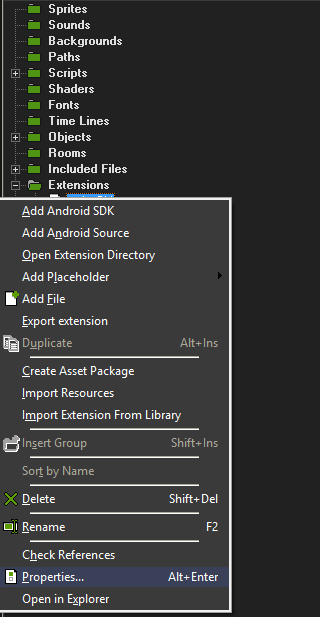 Sprites
Sounds
Backgrounds
Paths
Scripts
Shaders
Fonts
Time Lines
Objects
Rooms
Included Files
Extensions
Add Android SDK
Add Android Source
Open Extension Directory
Add Placeholder
Add File
Export extension
Duplicate Alt+Ins
Create Asset Package
Import Resources
Import Extension From Library
Insert Group Shift+Ins
Sort by Name
Delete Shift+Del
Rename F2
Check References
Properties... Alt+Enter
Open in Explorer